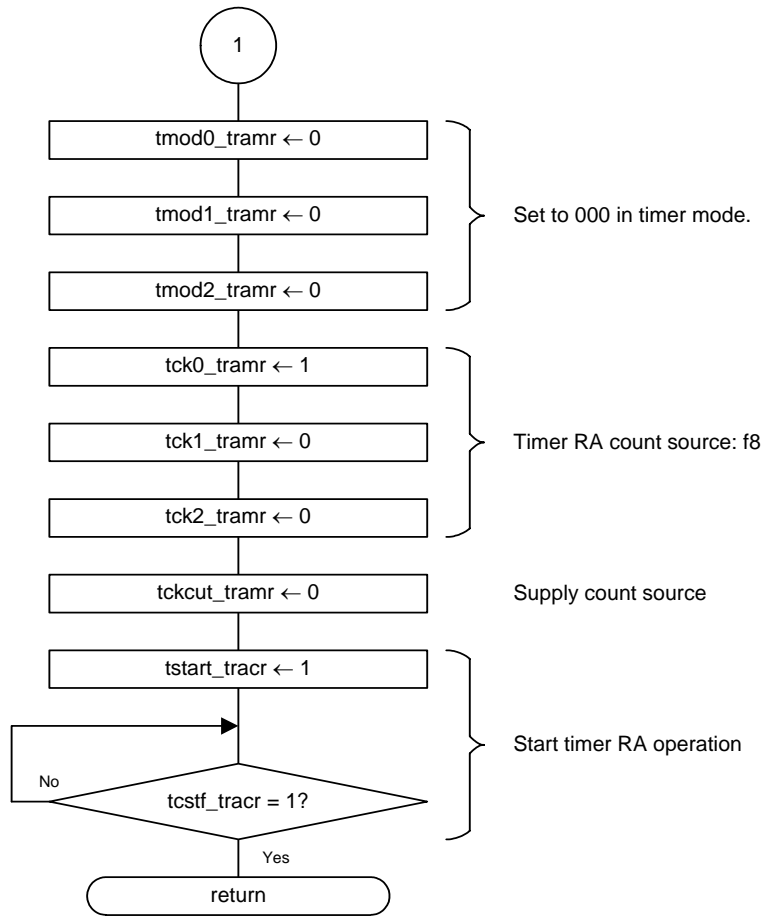 1
tmod0_tramr ← 0
tmod1_tramr ← 0
Set to 000 in timer mode.
tmod2_tramr ← 0
tck0_tramr ← 1
tck1_tramr ← 0
Timer RA count source: f8
tck2_tramr ← 0
tckcut_tramr ← 0
Supply count source
tstart_tracr ← 1
Start timer RA operation
No
tcstf_tracr = 1?
Yes
return